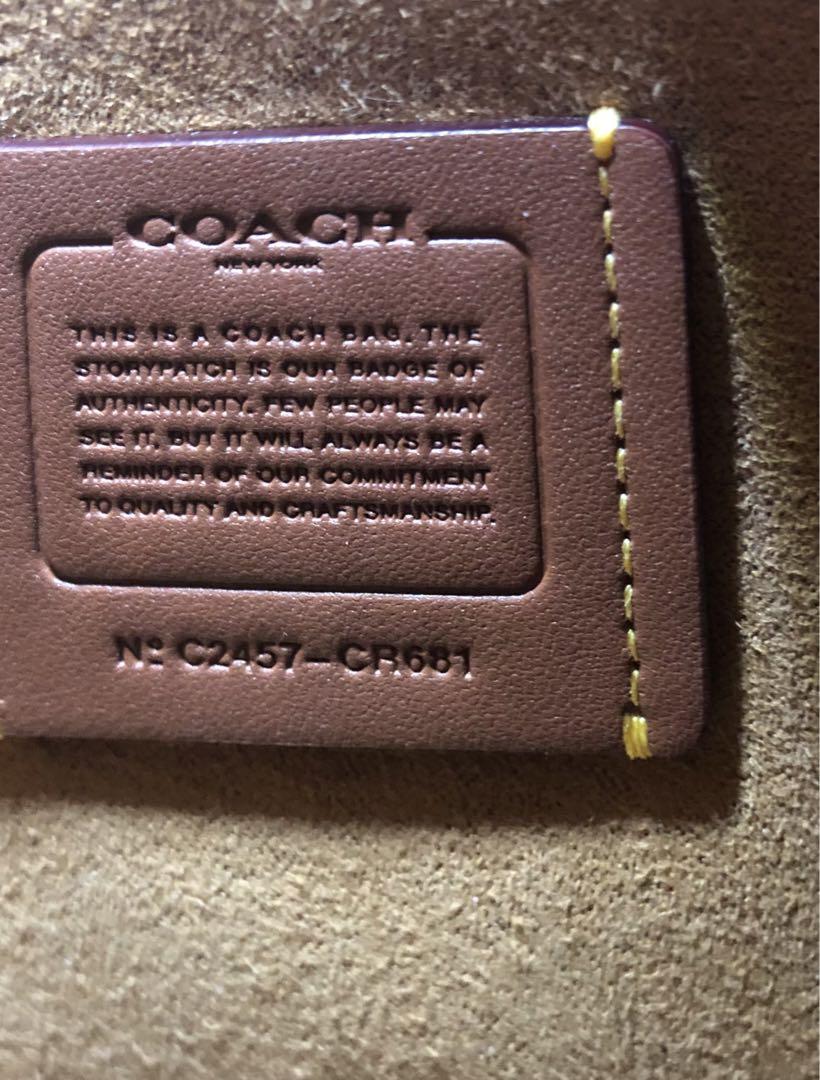 COACH
NEW YORK
THIS IS A COACH BAG. THE
STORYPATCH IS OUR BADGE OF
AUTHENTICITY. FEW PEOPLE MAY
SEE IT, BUT IT WILL ALWAYS BE A
REMINDER OF OUR COMMITMENT
TO QUALITY AND CRAFTSMANSHIP.
Nº C2457-CR681